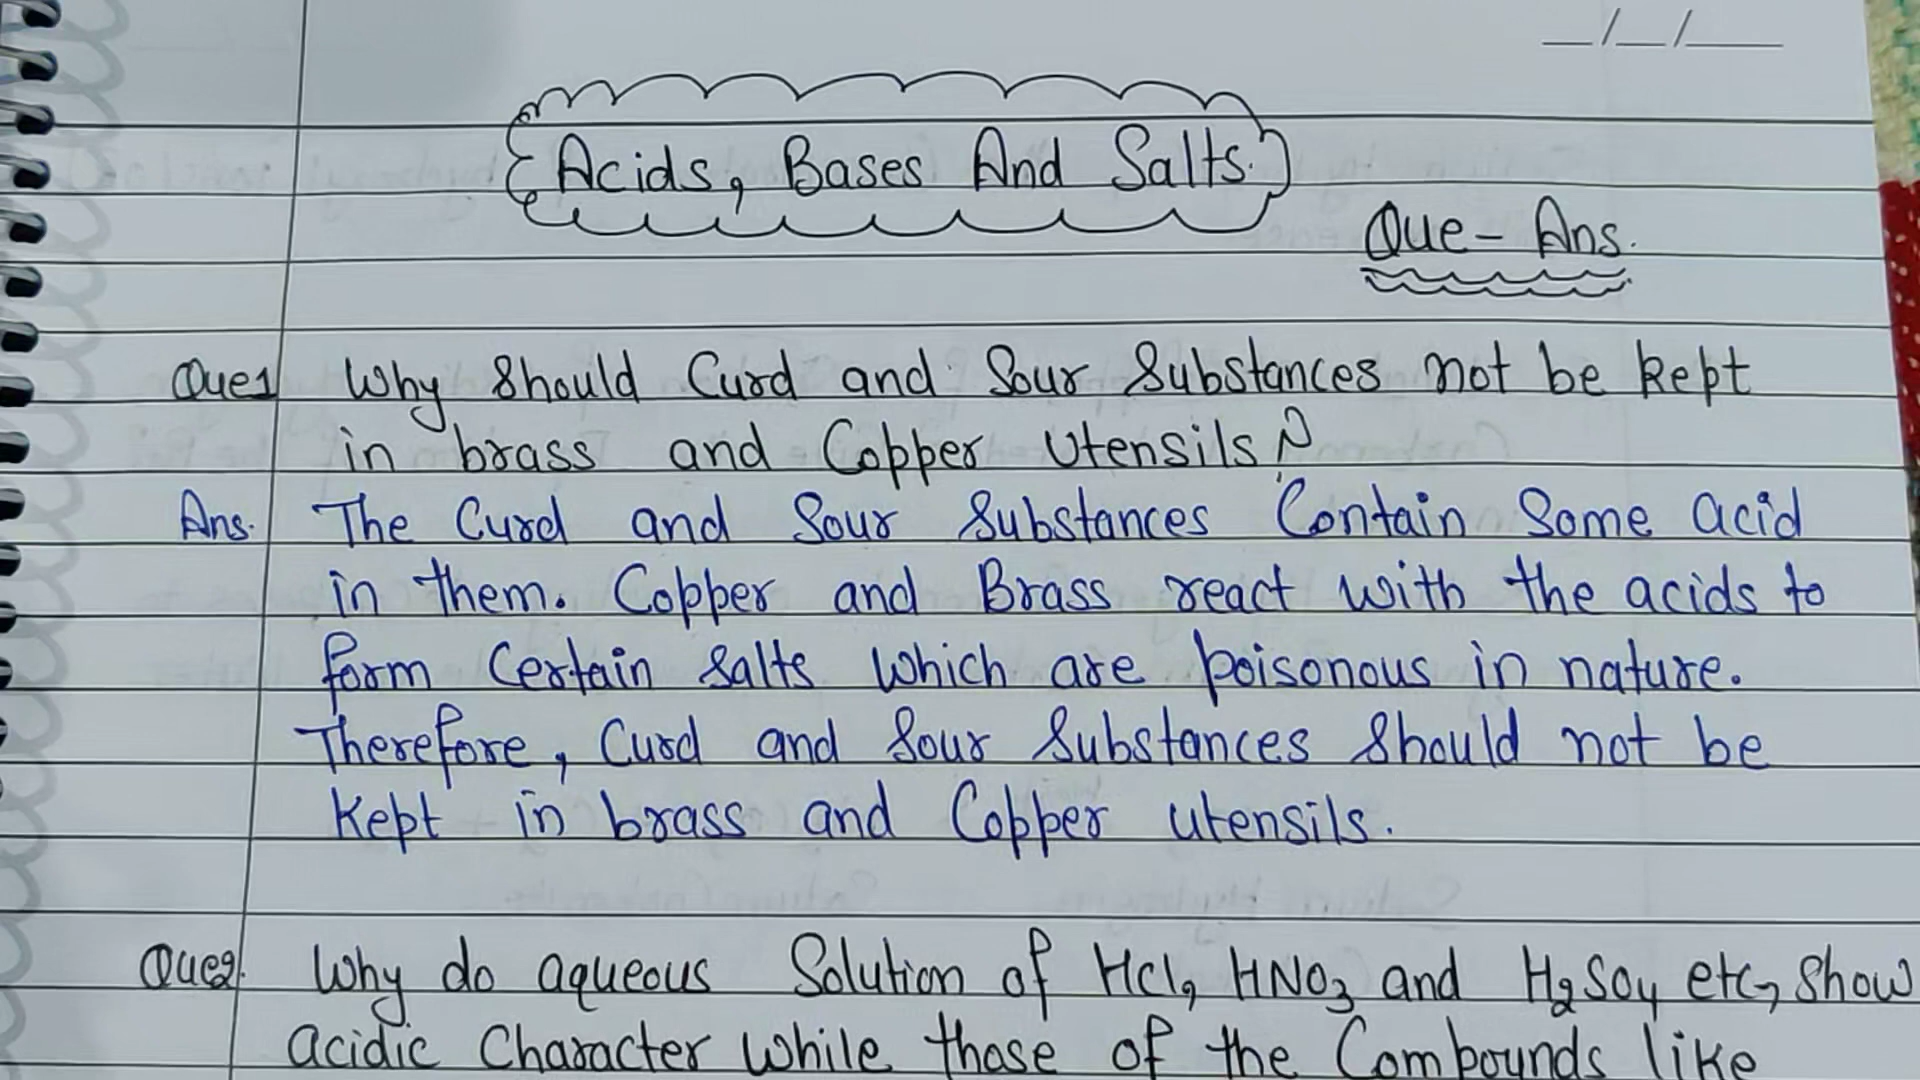 _/_/__
Acids, Bases And Salts.
Que - Ans.
Que1 Why Should Curd and Sour Substances not be kept
in brass and Copper Utensils?
Ans. The Curd and Sour Substances Contain Some acid
in them. Copper and Brass react with the acids to
form Certain Salts which are poisonous in nature.
Therefore, Curd and Sour Substances Should not be
kept in brass and Copper utensils.
Que2. Why do aqueous Solution of HCl, HNO3 and H2SO4 etc, Show
acidic Character while those of the Compounds like